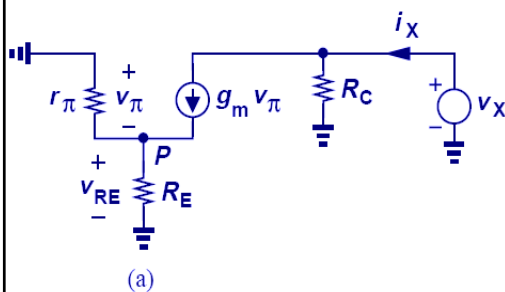 i_X
+
r_π v_π
−
g_m v_π
R_C
+
v_X
−
P
+
v_RE R_E
−
(a)